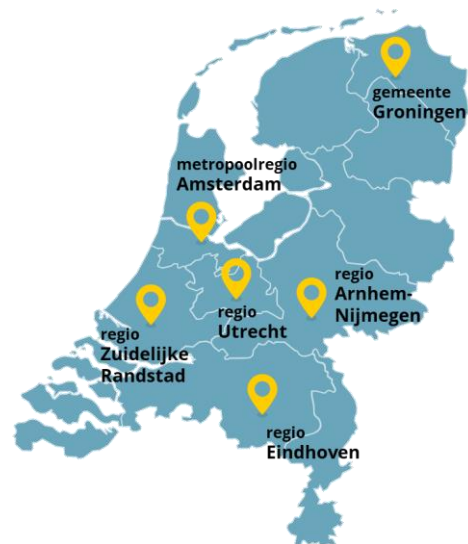 gemeente
Groningen
metropoolregio
Amsterdam
regio
Arnhem-
Nijmegen
regio
Utrecht
regio
Zuidelijke
Randstad
regio
Eindhoven